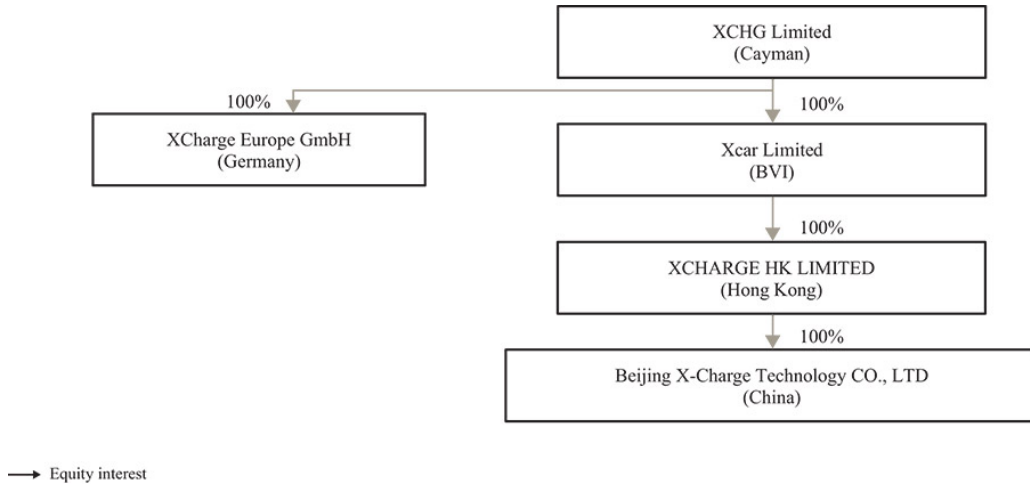 XCHG Limited
(Cayman)
100%
100%
XCharge Europe GmbH
(Germany)
Xcar Limited
(BVI)
100%
XCHARGE HK LIMITED
(Hong Kong)
100%
Beijing X-Charge Technology CO., LTD
(China)
Equity interest